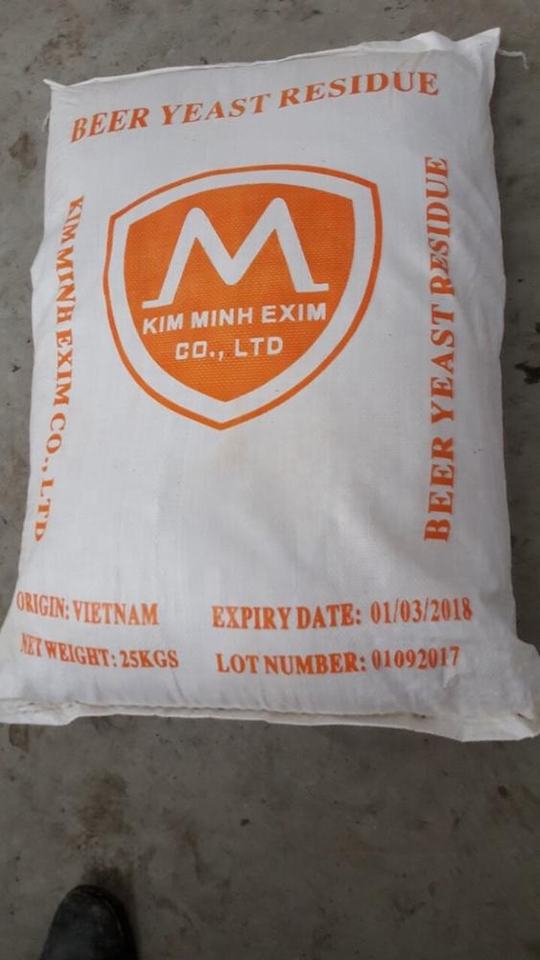 BEER YEAST RESIDUE
KIM MINH EXIM CO., LTD
M
KIM MINH EXIM
CO., LTD
BEER YEAST RESIDUE
ORIGIN: VIETNAM
EXPIRY DATE: 01/03/2018
NET WEIGHT: 25KGS
LOT NUMBER: 01092017